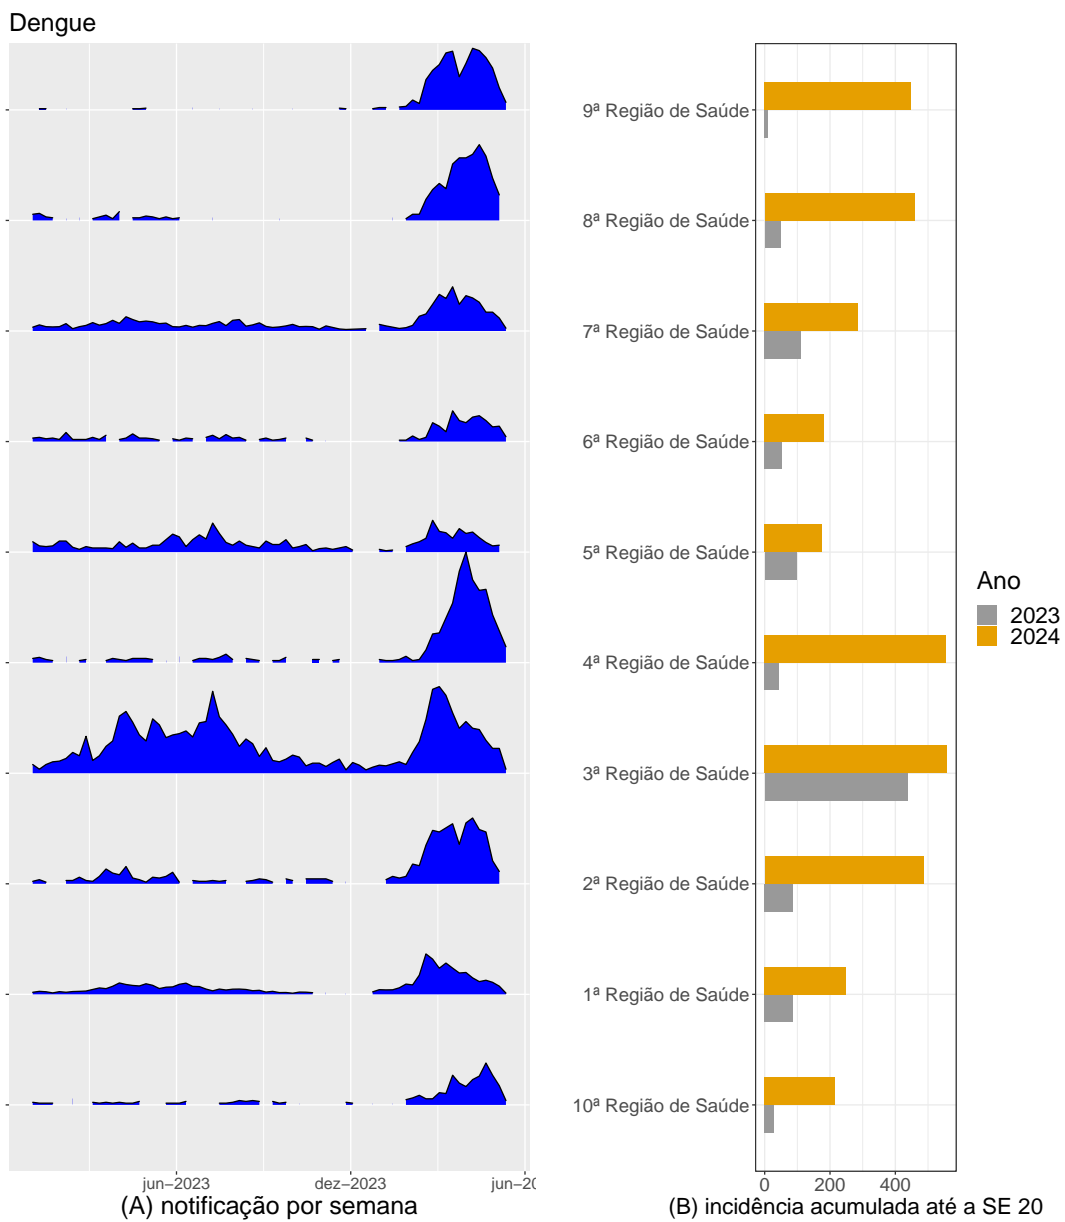 Dengue
9ª Região de Saúde
8ª Região de Saúde
7ª Região de Saúde
6ª Região de Saúde
5ª Região de Saúde
4ª Região de Saúde
3ª Região de Saúde
2ª Região de Saúde
1ª Região de Saúde
10ª Região de Saúde
Ano
2023
2024
jun–2023 dez–2023 jun–20
0 200 400
(A) notificação por semana
(B) incidência acumulada até a SE 20